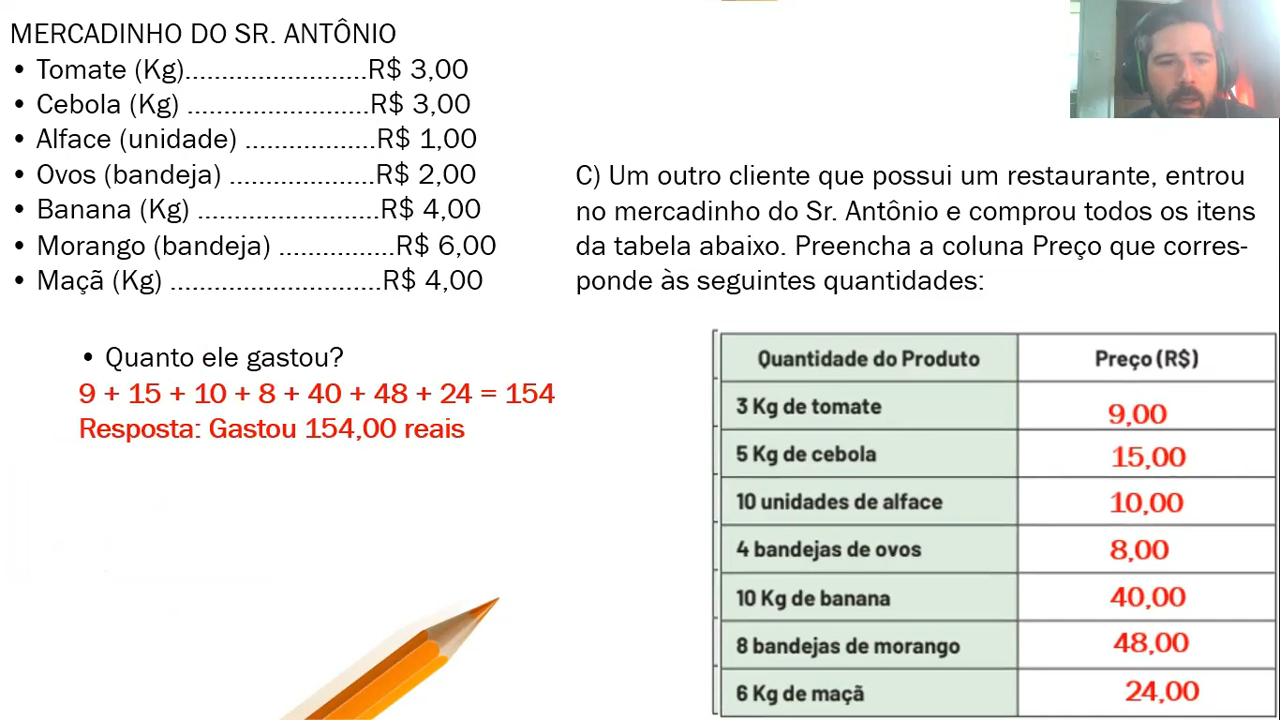 MERCADINHO DO SR. ANTÔNIO
• Tomate (Kg).........................R$ 3,00
• Cebola (Kg) .........................R$ 3,00
• Alface (unidade) ..................R$ 1,00
• Ovos (bandeja) ....................R$ 2,00
• Banana (Kg) .........................R$ 4,00
• Morango (bandeja) ................R$ 6,00
• Maçã (Kg) .............................R$ 4,00
C) Um outro cliente que possui um restaurante, entrou
no mercadinho do Sr. Antônio e comprou todos os itens
da tabela abaixo. Preencha a coluna Preço que corres-
ponde às seguintes quantidades:
• Quanto ele gastou?
9 + 15 + 10 + 8 + 40 + 48 + 24 = 154
Resposta: Gastou 154,00 reais
Quantidade do Produto Preço (R$)
3 Kg de tomate 9,00
5 Kg de cebola 15,00
10 unidades de alface 10,00
4 bandejas de ovos 8,00
10 Kg de banana 40,00
8 bandejas de morango 48,00
6 Kg de maçã 24,00